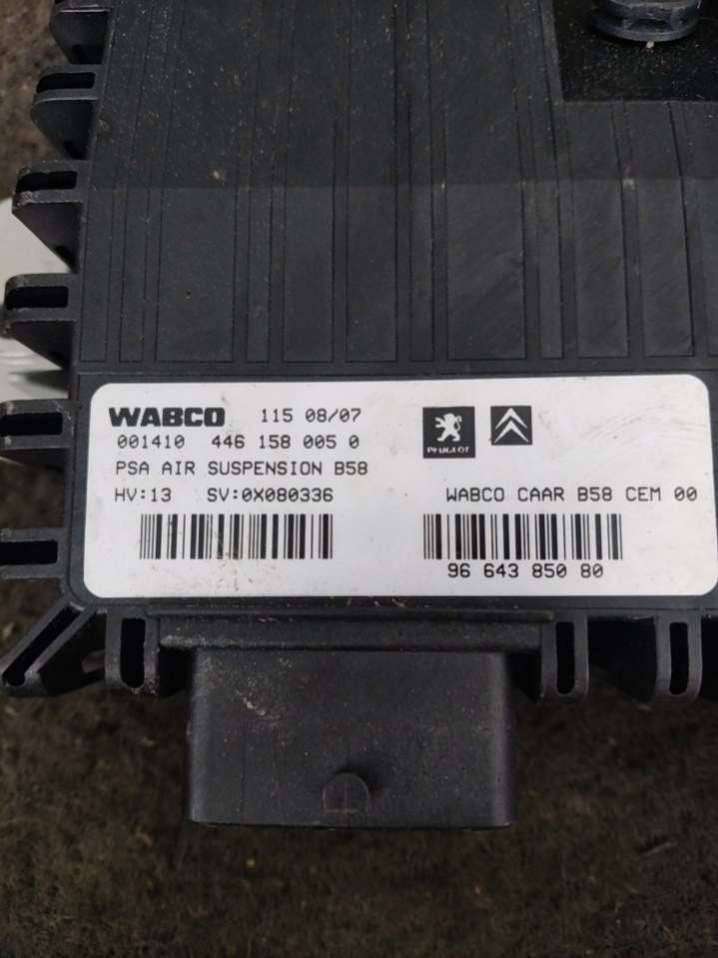 WABCO 115 08/07
001410 446 158 005 0
PSA AIR SUSPENSION B58
HV:13 SV:0X080336
PEUGEOT
WABCO CAAR B58 CEM 00
96 643 850 80